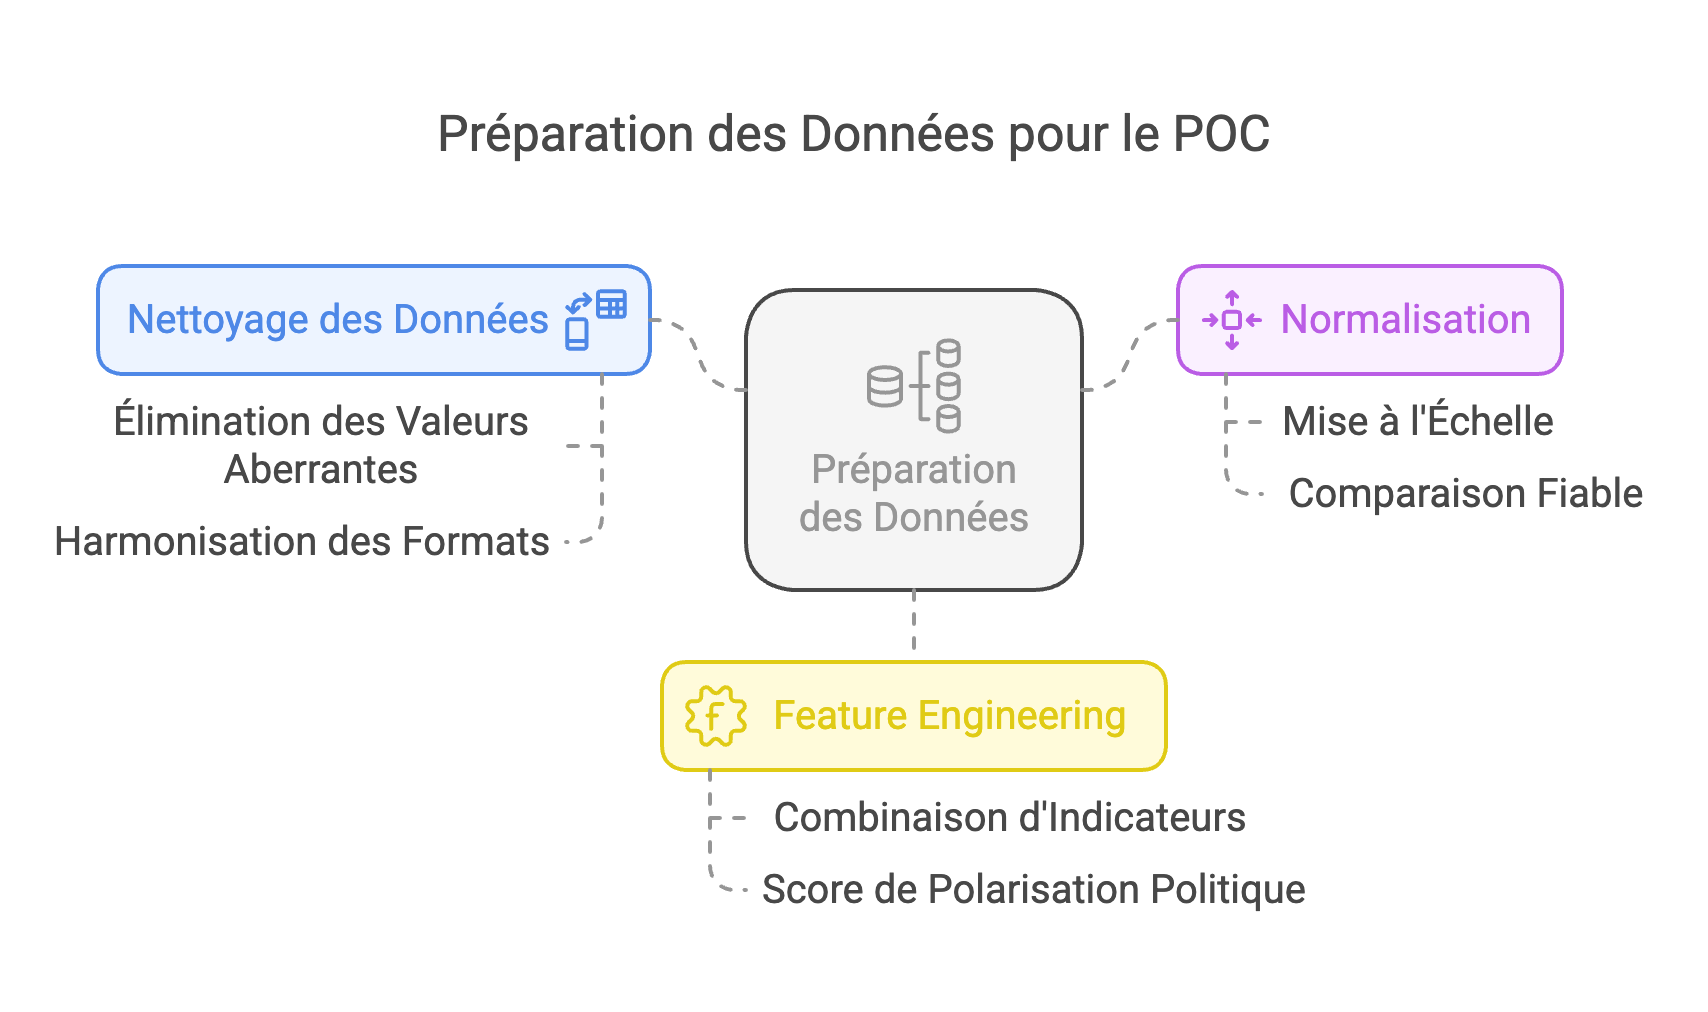 Préparation des Données pour le POC
Nettoyage des Données
Élimination des Valeurs
Aberrantes
Harmonisation des Formats
Préparation
des Données
Normalisation
Mise à l'Échelle
Comparaison Fiable
f
Feature Engineering
Combinaison d'Indicateurs
Score de Polarisation Politique